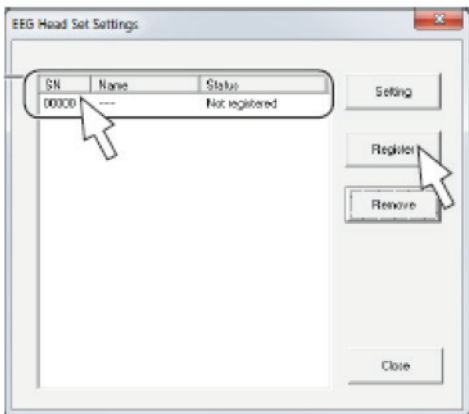 EEG Head Set Settings
SN Name Status
00000 --- Not registered
Setting
Register
Remove
Close